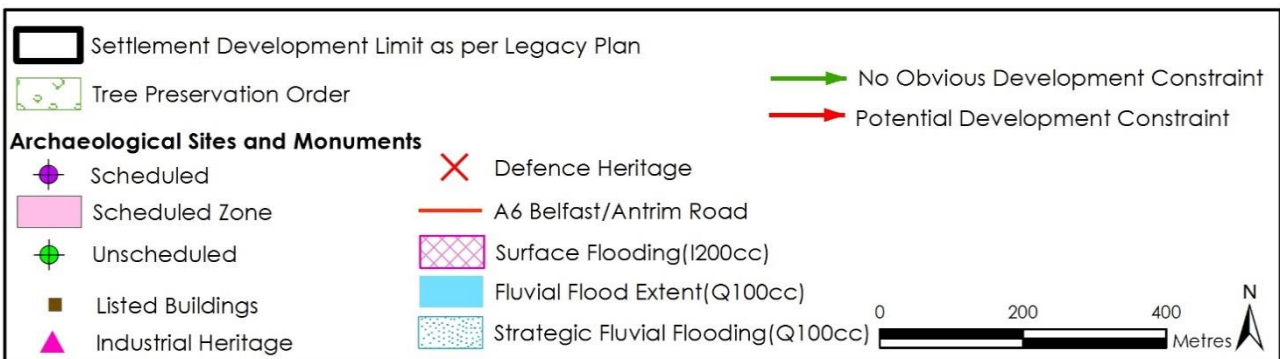 Settlement Development Limit as per Legacy Plan
Tree Preservation Order
Archaeological Sites and Monuments
Scheduled
Scheduled Zone
Unscheduled
Listed Buildings
Industrial Heritage
Defence Heritage
A6 Belfast/Antrim Road
Surface Flooding(I200cc)
Fluvial Flood Extent(Q100cc)
Strategic Fluvial Flooding(Q100cc)
No Obvious Development Constraint
Potential Development Constraint
0 200 400
Metres
N